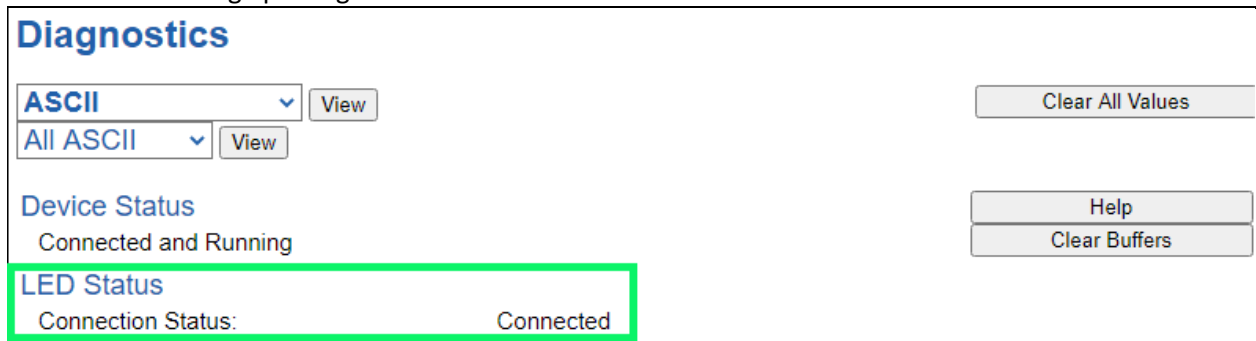 Diagnostics
ASCII View Clear All Values
All ASCII View
Device Status Help
Connected and Running Clear Buffers
LED Status
Connection Status: Connected